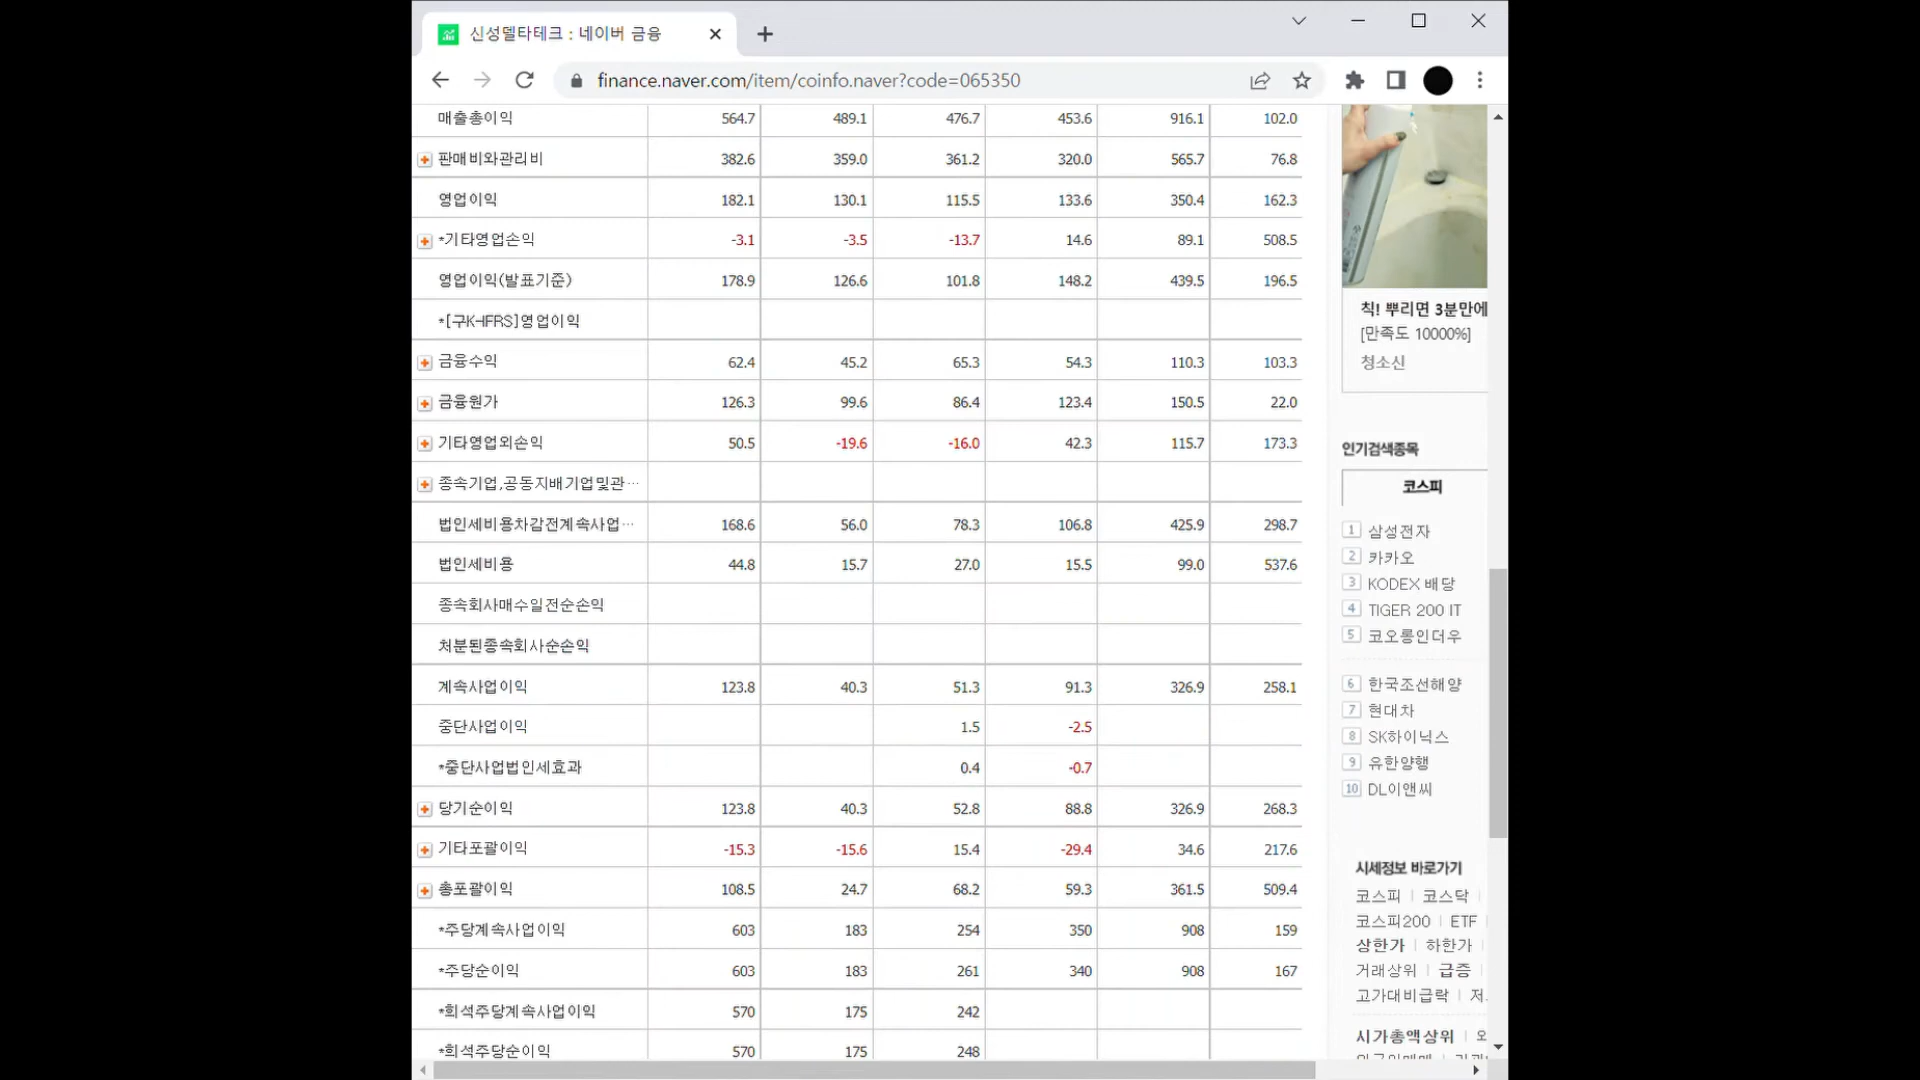 신성델타테크 : 네이버 금융
finance.naver.com/item/coinfo.naver?code=065350
매출총이익 564.7 489.1 476.7 453.6 916.1 102.0
판매비와관리비 382.6 359.0 361.2 320.0 565.7 76.8
영업이익 182.1 130.1 115.5 133.6 350.4 162.3
*기타영업손익 -3.1 -3.5 -13.7 14.6 89.1 508.5
영업이익(발표기준) 178.9 126.6 101.8 148.2 439.5 196.5
*[구K-IFRS]영업이익
금융수익 62.4 45.2 65.3 54.3 110.3 103.3
금융원가 126.3 99.6 86.4 123.4 150.5 22.0
기타영업외손익 50.5 -19.6 -16.0 42.3 115.7 173.3
종속기업,공동지배기업및관…
법인세비용차감전계속사업… 168.6 56.0 78.3 106.8 425.9 298.7
법인세비용 44.8 15.7 27.0 15.5 99.0 537.6
종속회사매수일전순손익
처분된종속회사순손익
계속사업이익 123.8 40.3 51.3 91.3 326.9 258.1
중단사업이익 1.5 -2.5
*중단사업법인세효과 0.4 -0.7
당기순이익 123.8 40.3 52.8 88.8 326.9 268.3
기타포괄이익 -15.3 -15.6 15.4 -29.4 34.6 217.6
총포괄이익 108.5 24.7 68.2 59.3 361.5 509.4
*주당계속사업이익 603 183 254 350 908 159
*주당순이익 603 183 261 340 908 167
*희석주당계속사업이익 570 175 242
*희석주당순이익 570 175 248
칙! 뿌리면 3분만에
[만족도 10000%]
청소신
인기검색종목
코스피
1 삼성전자
2 카카오
3 KODEX 배당
4 TIGER 200 IT
5 코오롱인더우
6 한국조선해양
7 현대차
8 SK하이닉스
9 유한양행
10 DL이앤씨
시세정보 바로가기
코스피 | 코스닥 |
코스피200 | ETF |
상한가 | 하한가 |
거래상위 | 급증 |
고가대비급락 |
시가총액상위 |